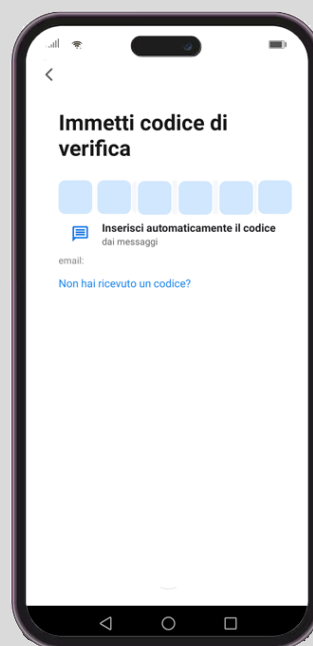 Immetti codice di
verifica
Inserisci automaticamente il codice
dai messaggi
email:
Non hai ricevuto un codice?